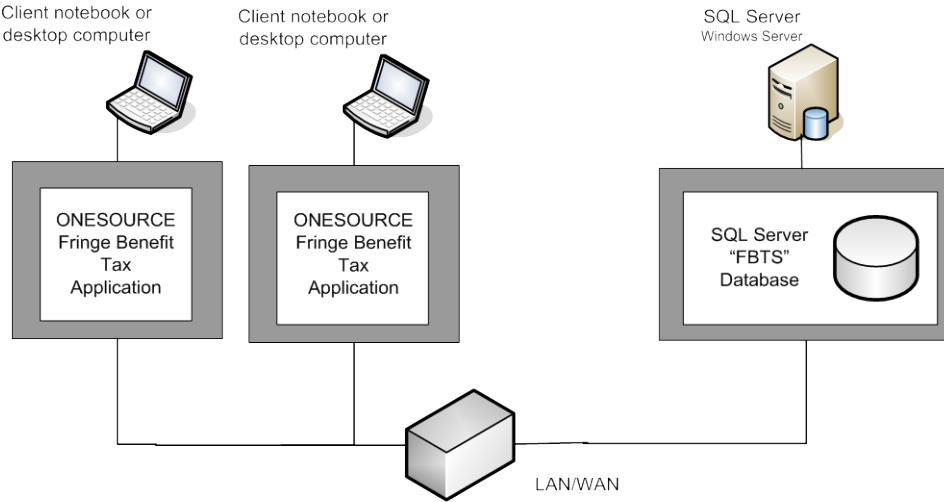 Client notebook or
desktop computer
Client notebook or
desktop computer
SQL Server
Windows Server
ONESOURCE
Fringe Benefit
Tax
Application
ONESOURCE
Fringe Benefit
Tax
Application
SQL Server
“FBTS”
Database
LAN/WAN